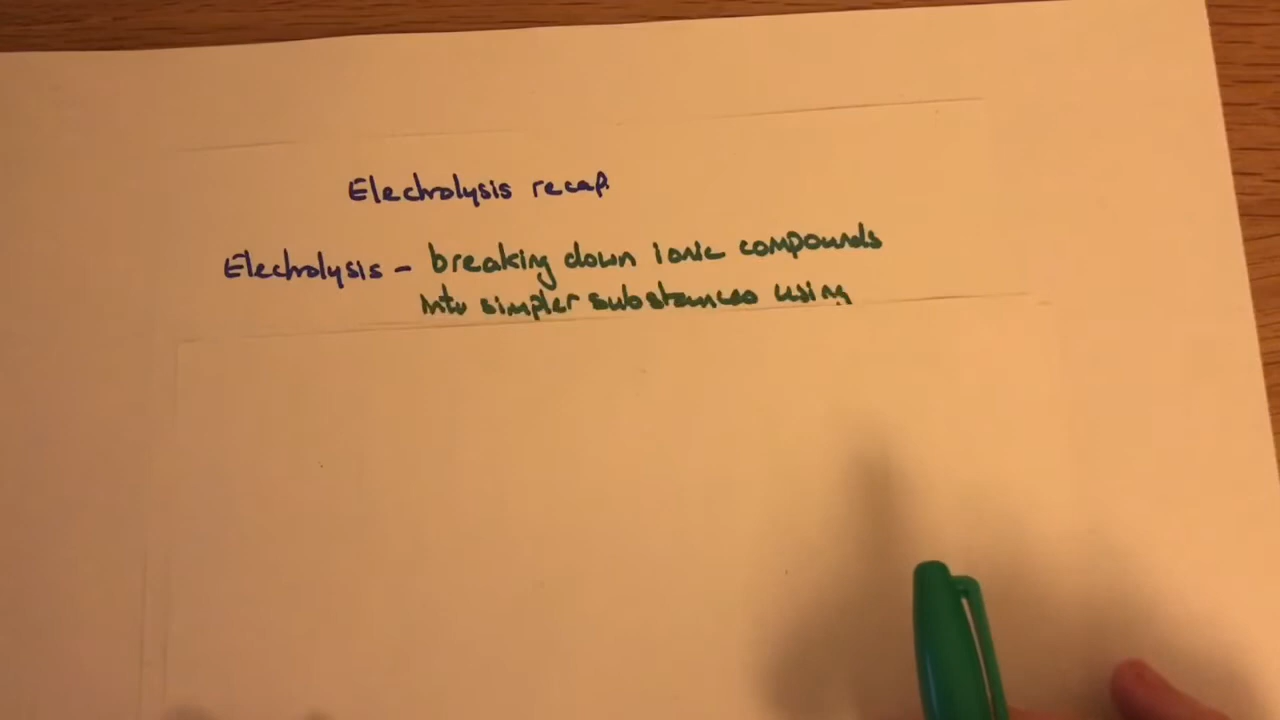 Electrolysis recap.
Electrolysis - breaking down ionic compounds
into simpler substances using